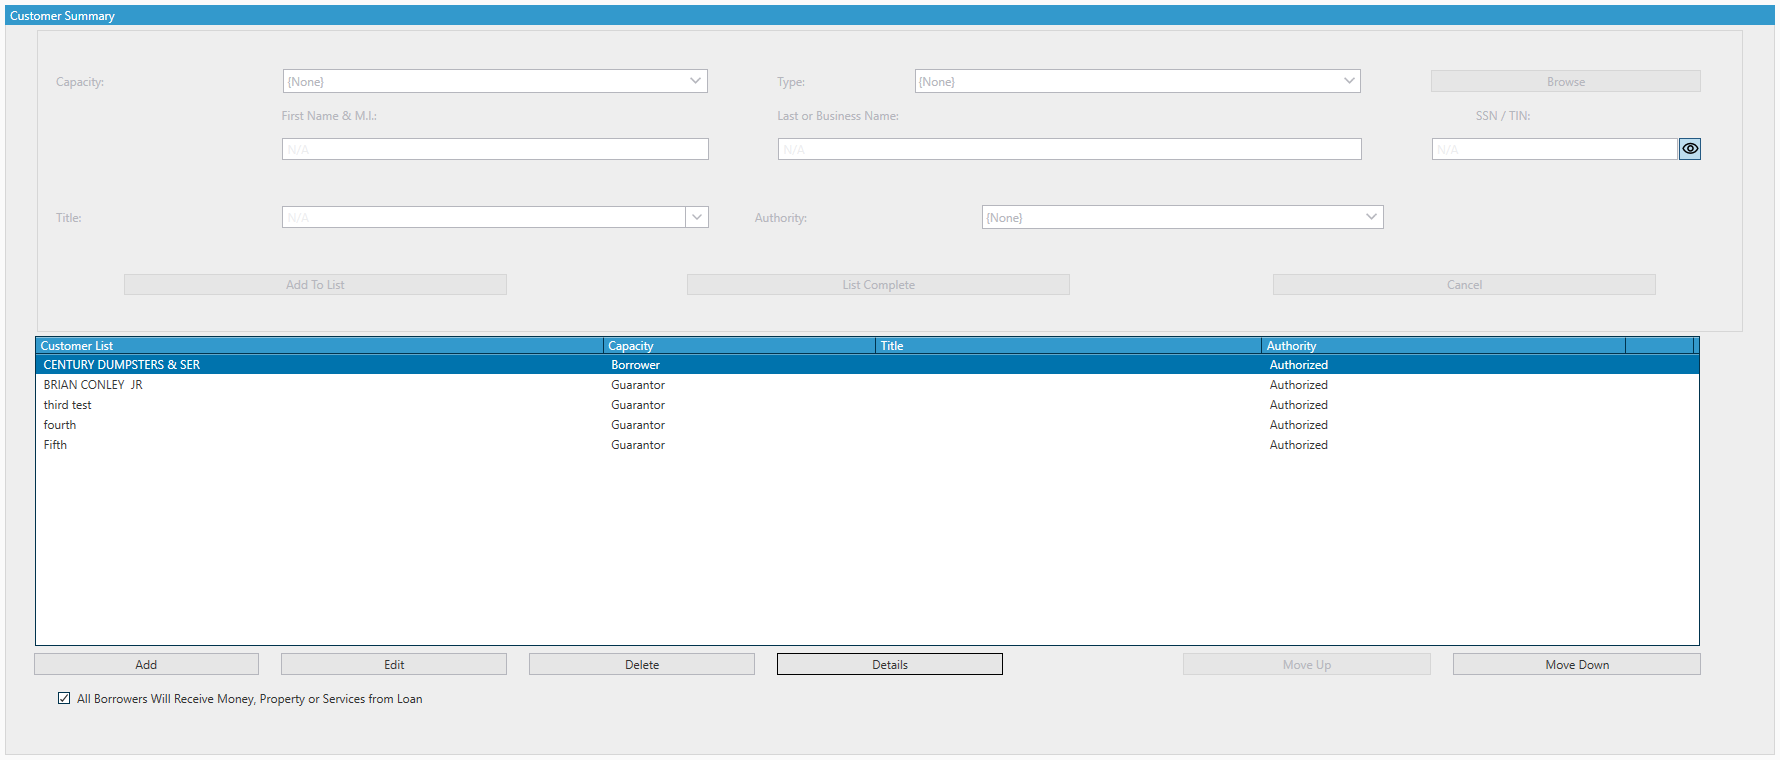 Customer Summary
Capacity: {None} Type: {None} Browse
First Name & M.I.: Last or Business Name: SSN / TIN:
N/A N/A N/A
Title: N/A Authority: {None}
Add To List List Complete Cancel
Customer List Capacity Title Authority
CENTURY DUMPSTERS & SER Borrower Authorized
BRIAN CONLEY  JR Guarantor Authorized
third test Guarantor Authorized
fourth Guarantor Authorized
Fifth Guarantor Authorized
Add Edit Delete Details Move Up Move Down
All Borrowers Will Receive Money, Property or Services from Loan